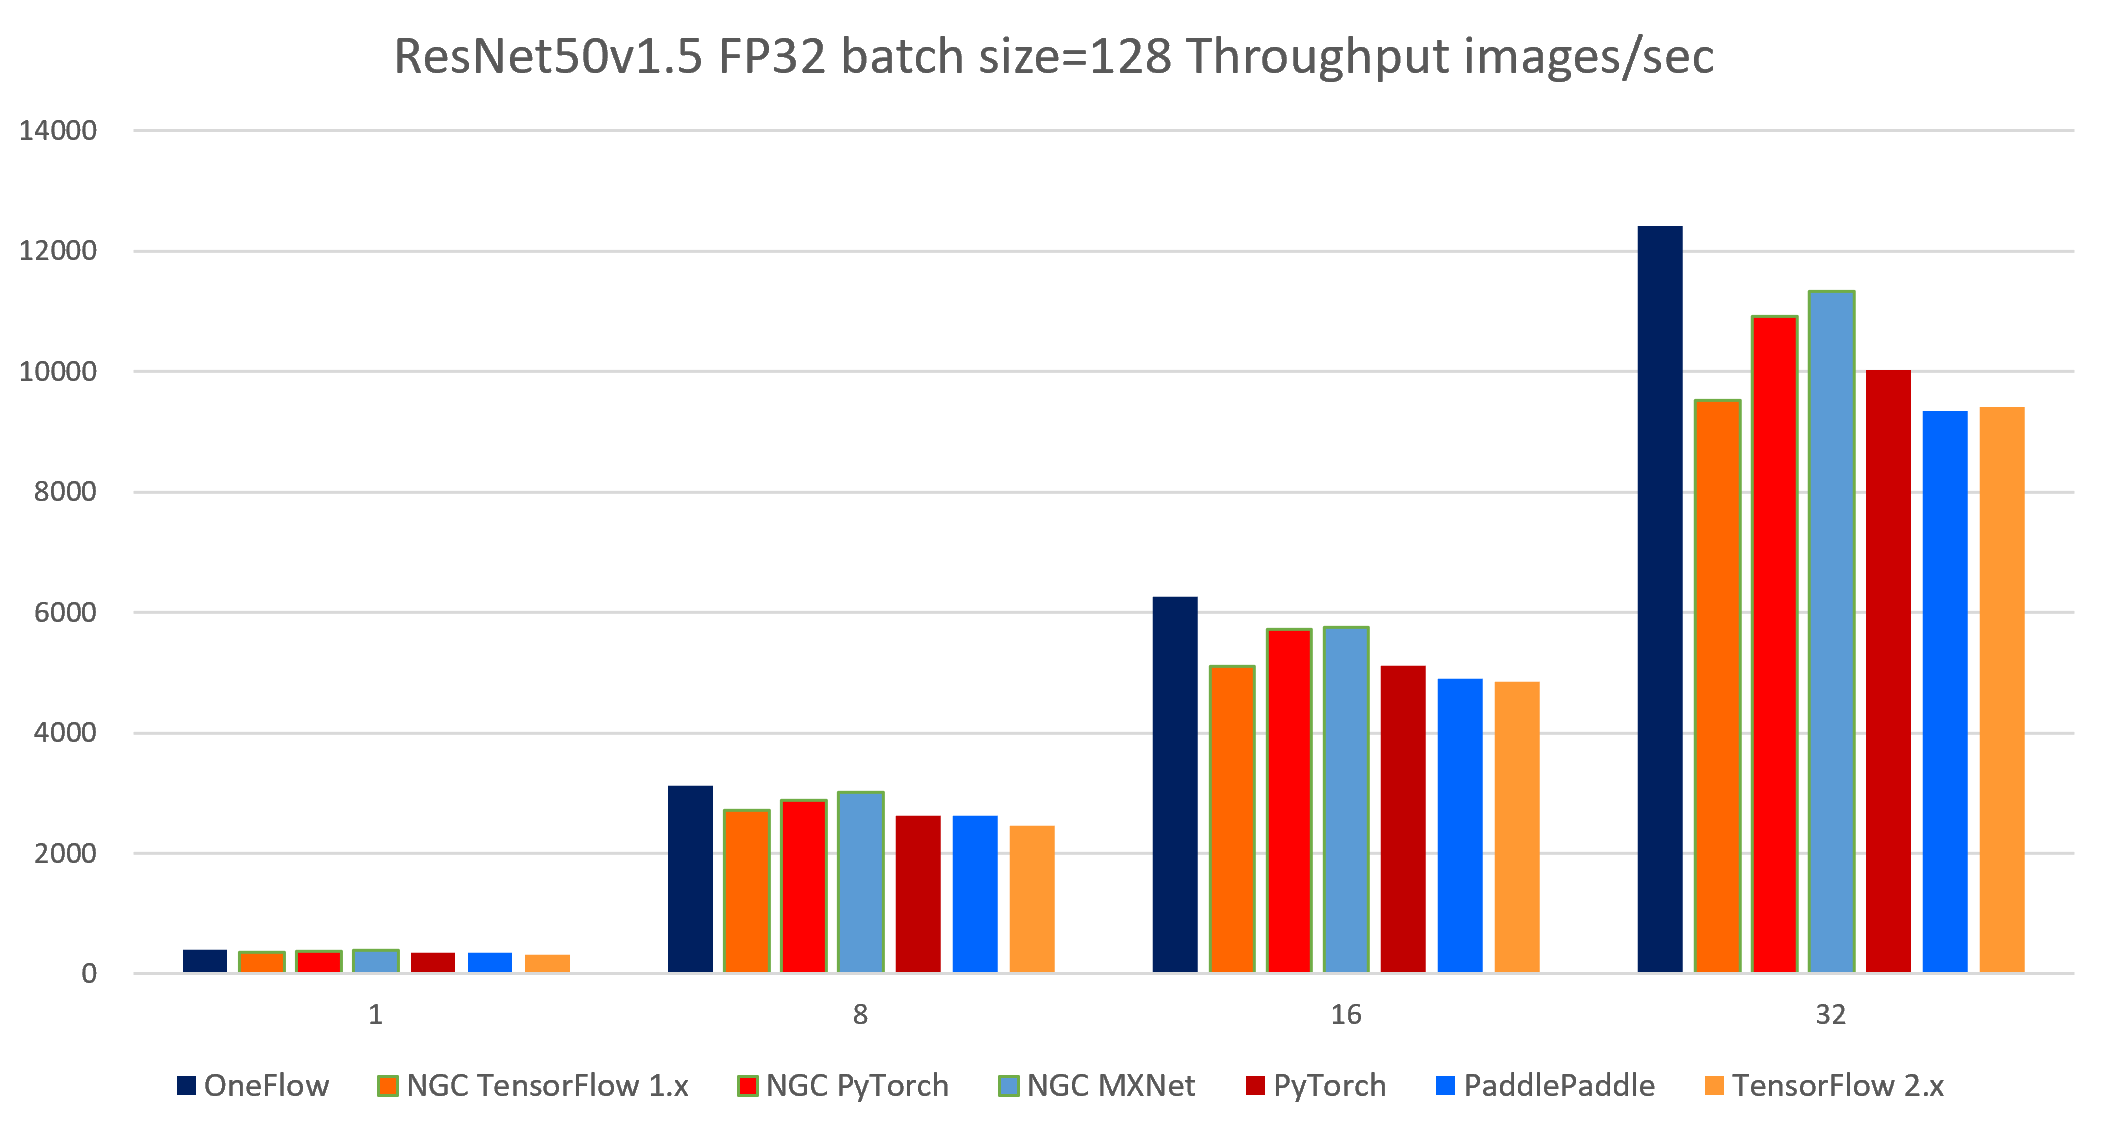 ResNet50v1.5 FP32 batch size=128 Throughput images/sec
14000
12000
10000
8000
6000
4000
2000
0
1 8 16 32
OneFlow NGC TensorFlow 1.x NGC PyTorch NGC MXNet PyTorch PaddlePaddle TensorFlow 2.x